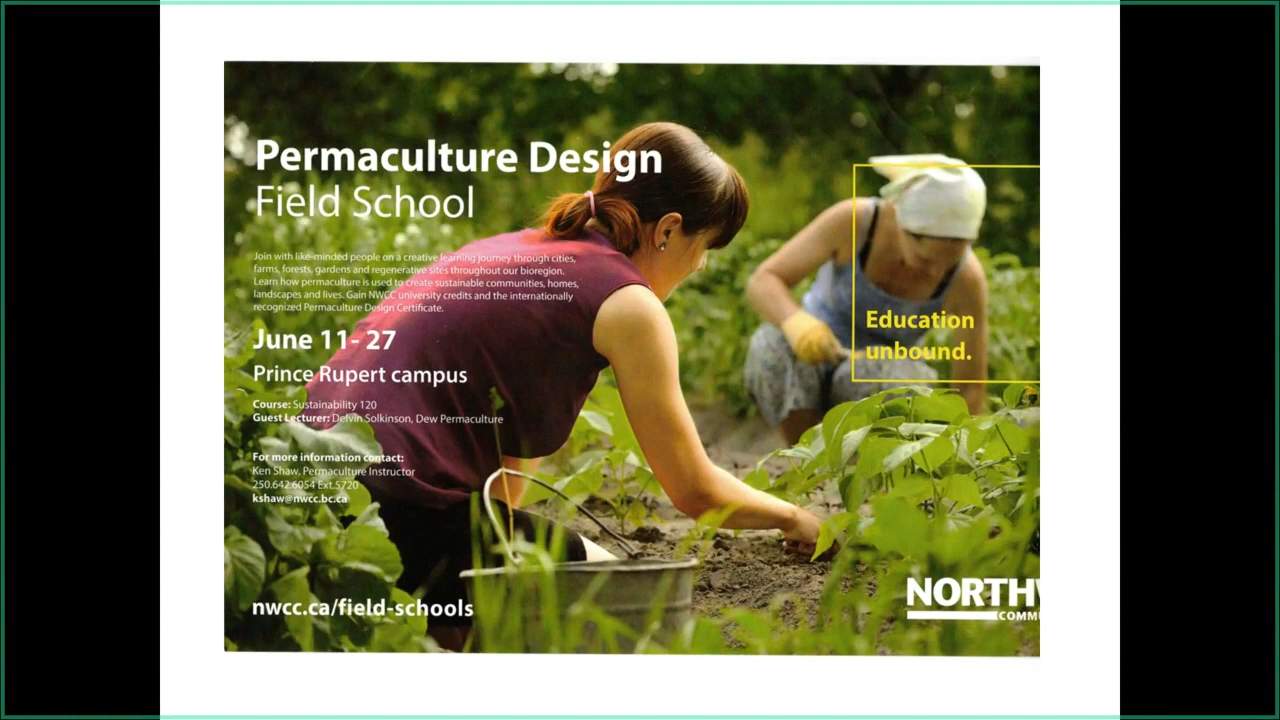 Permaculture Design
Field School
Join with like-minded people on a creative learning journey through cities,
farms, forests, gardens and regenerative sites throughout our bioregion.
Learn how permaculture is used to create sustainable communities, homes,
landscapes and lives. Gain NWCC university credits and the internationally
recognized Permaculture Design Certificate.
June 11- 27
Prince Rupert campus
Course: Sustainability 120
Guest Lecturer: Delvin Solkinson, Dew Permaculture
For more information contact:
Ken Shaw, Permaculture Instructor
250.642.6054 Ext.5720
kshaw@nwcc.bc.ca
nwcc.ca/field-schools
Education
unbound.
NORTHW
COMMU